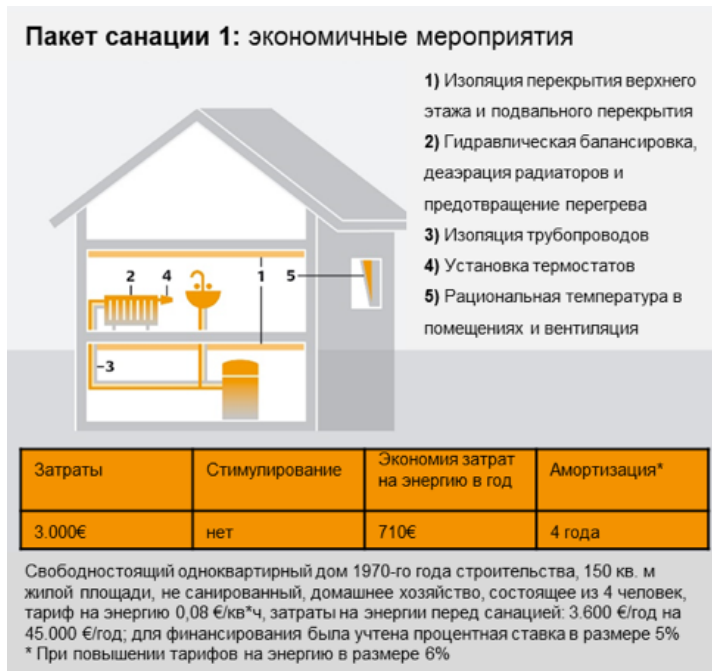 Пакет санации 1: экономичные мероприятия
1) Изоляция перекрытия верхнего
этажа и подвального перекрытия
2) Гидравлическая балансировка,
деаэрация радиаторов и
предотвращение перегрева
3) Изоляция трубопроводов
4) Установка термостатов
5) Рациональная температура в
помещениях и вентиляция
2 4 1 5
3
Затраты Стимулирование Экономия затрат на энергию в год Амортизация*
3.000€ нет 710€ 4 года
Свободностоящий одноквартирный дом 1970-го года строительства, 150 кв. м
жилой площади, не санированный, домашнее хозяйство, состоящее из 4 человек,
тариф на энергию 0,08 €/кв*ч, затраты на энергии перед санацией: 3.600 €/год на
45.000 €/год; для финансирования была учтена процентная ставка в размере 5%
* При повышении тарифов на энергию в размере 6%